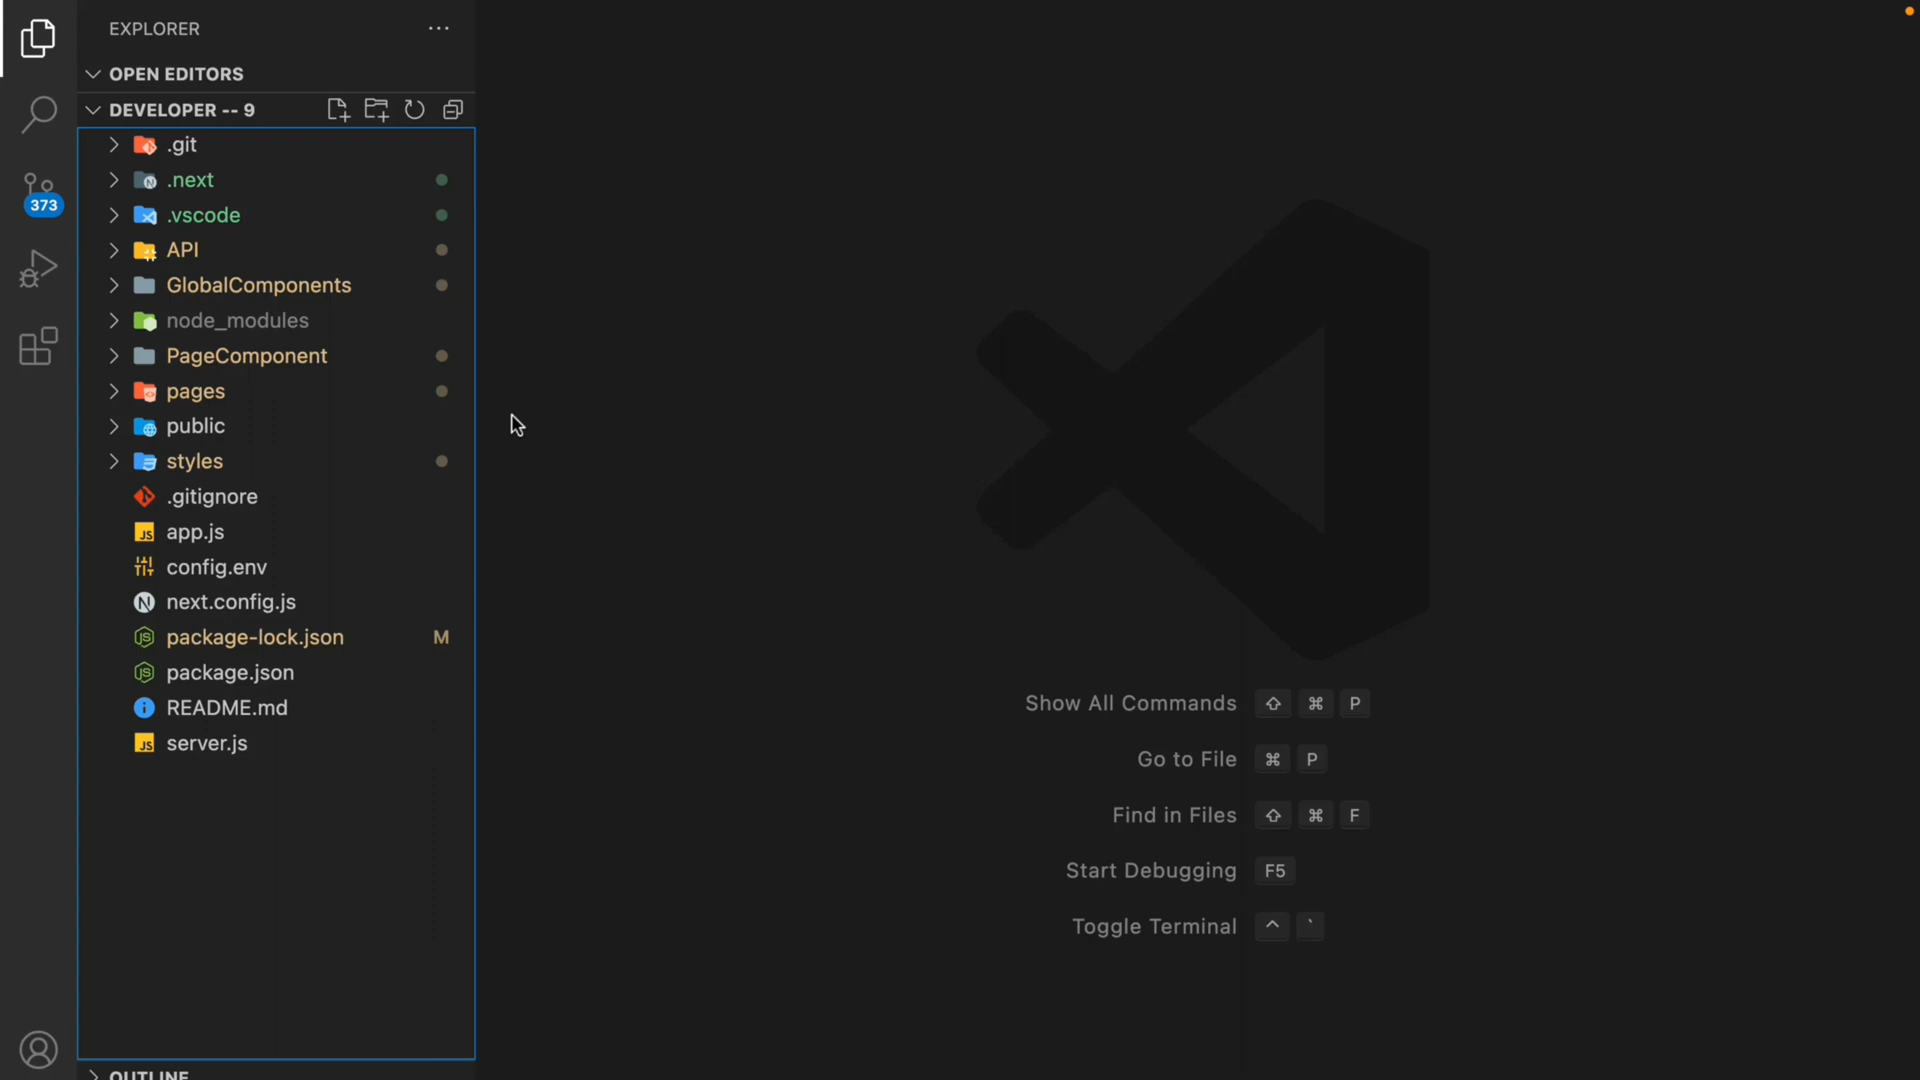 EXPLORER
OPEN EDITORS
DEVELOPER -- 9
.git
.next
373
.vscode
API
GlobalComponents
node_modules
PageComponent
pages
public
styles
.gitignore
JS app.js
config.env
N next.config.js
package-lock.json M
package.json
README.md
JS server.js
OUTLINE
Show All Commands ⇧ ⌘ P
Go to File ⌘ P
Find in Files ⇧ ⌘ F
Start Debugging F5
Toggle Terminal ^ `